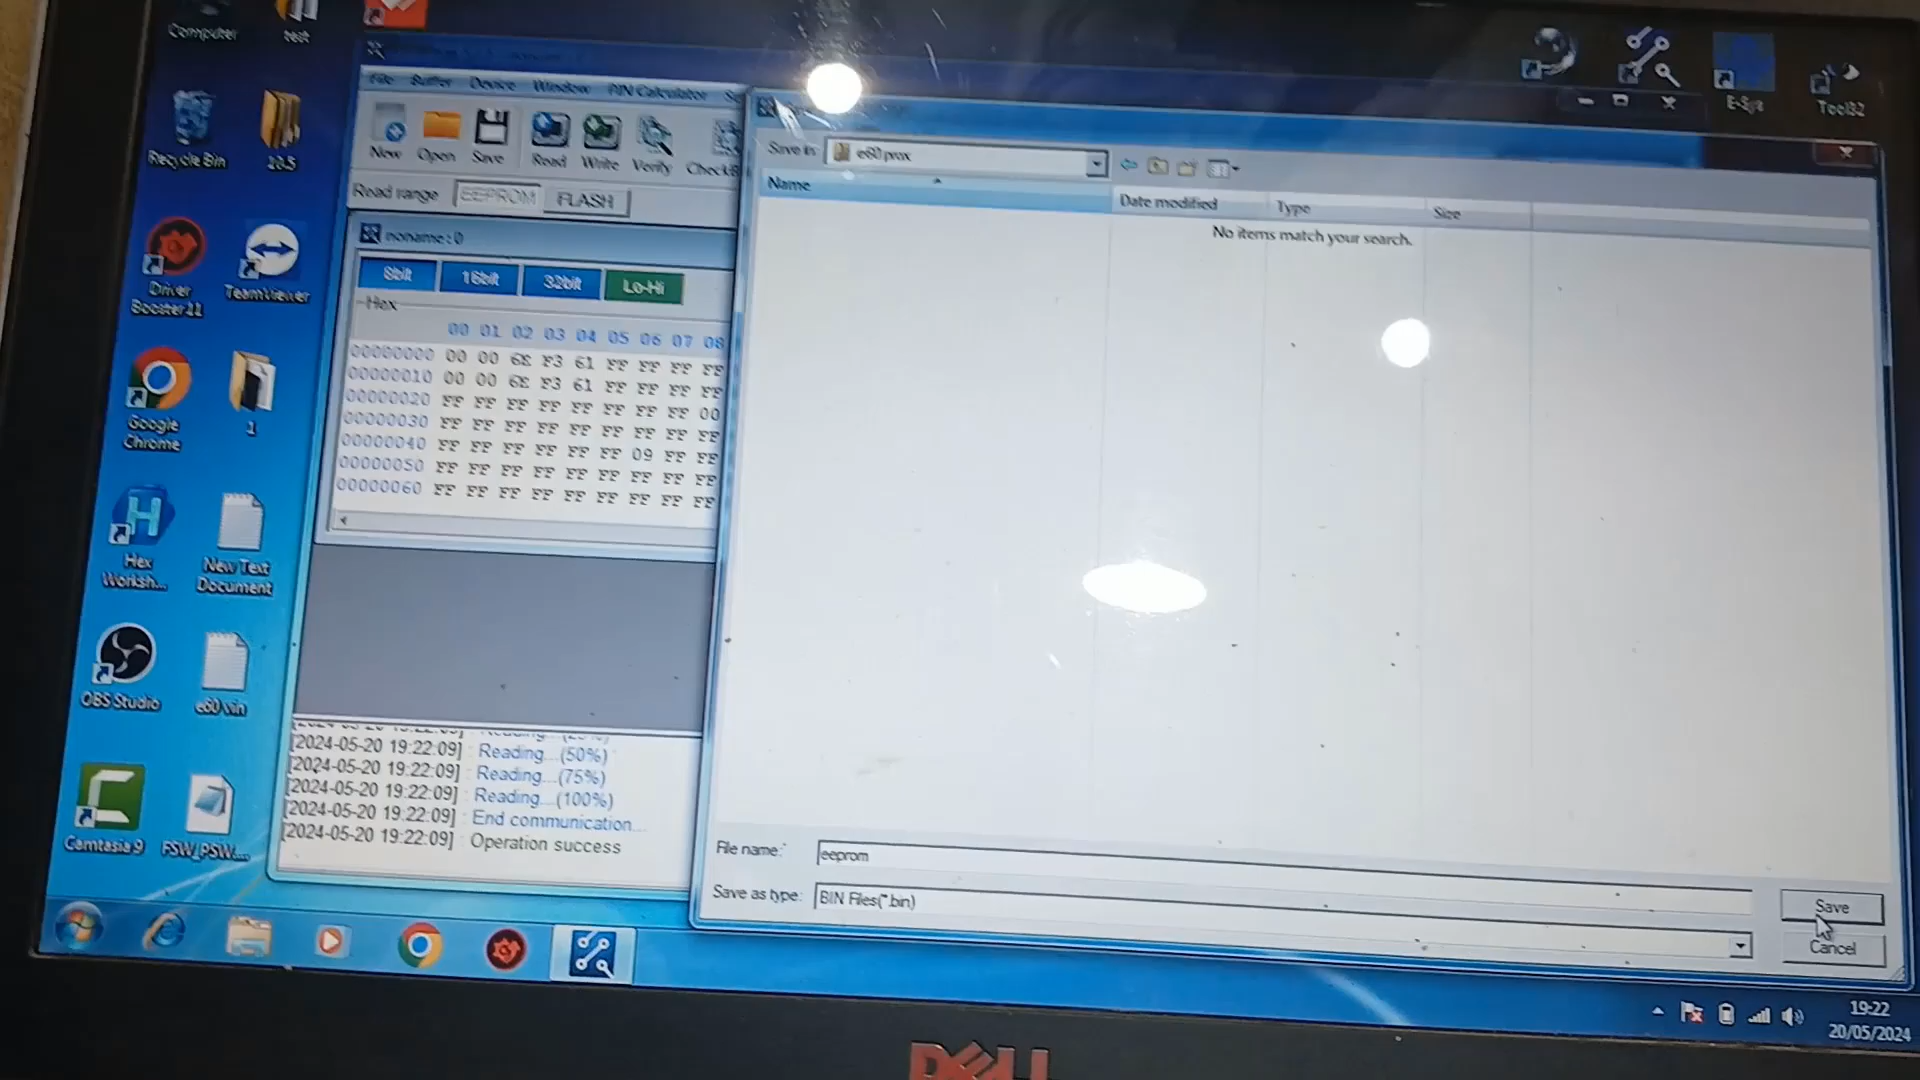 Computer
test
Recycle Bin
10.5
Driver
Booster 11
TeamViewer
Google
Chrome
1
Hex
Worksh...
New Text
Document
OBS Studio
e60 vin
Camtasia 9
FSW_PSW....
E-Sys
Tool32
File Buffer Device Window PIN Calculator
New Open Save Read Write Verify
Read range EEPROM FLASH
noname : 0
8bit 16bit 32bit Lo-Hi
Hex
00 01 02 03 04 05 06 07 08
00000000 00 00 6E F3 61 FF FF FF FF
00000010 00 00 6E F3 61 FF FF FF FF
00000020 FF FF FF FF FF FF FF FF 00
00000030 FF FF FF FF FF FF FF FF FF
00000040 FF FF FF FF FF FF 09 FF FF
00000050 FF FF FF FF FF FF FF FF FF
00000060 FF FF FF FF FF FF FF FF FF
[2024-05-20 19:22:09] : Reading...(50%)
[2024-05-20 19:22:09] : Reading...(75%)
[2024-05-20 19:22:09] : Reading...(100%)
[2024-05-20 19:22:09] : End communication...
[2024-05-20 19:22:09] : Operation success
Save in: e60 prox
Name Date modified Type Size
No items match your search.
File name: eeprom
Save as type: BIN Files(*.bin)
Save
Cancel
19:22
20/05/2024
DELL